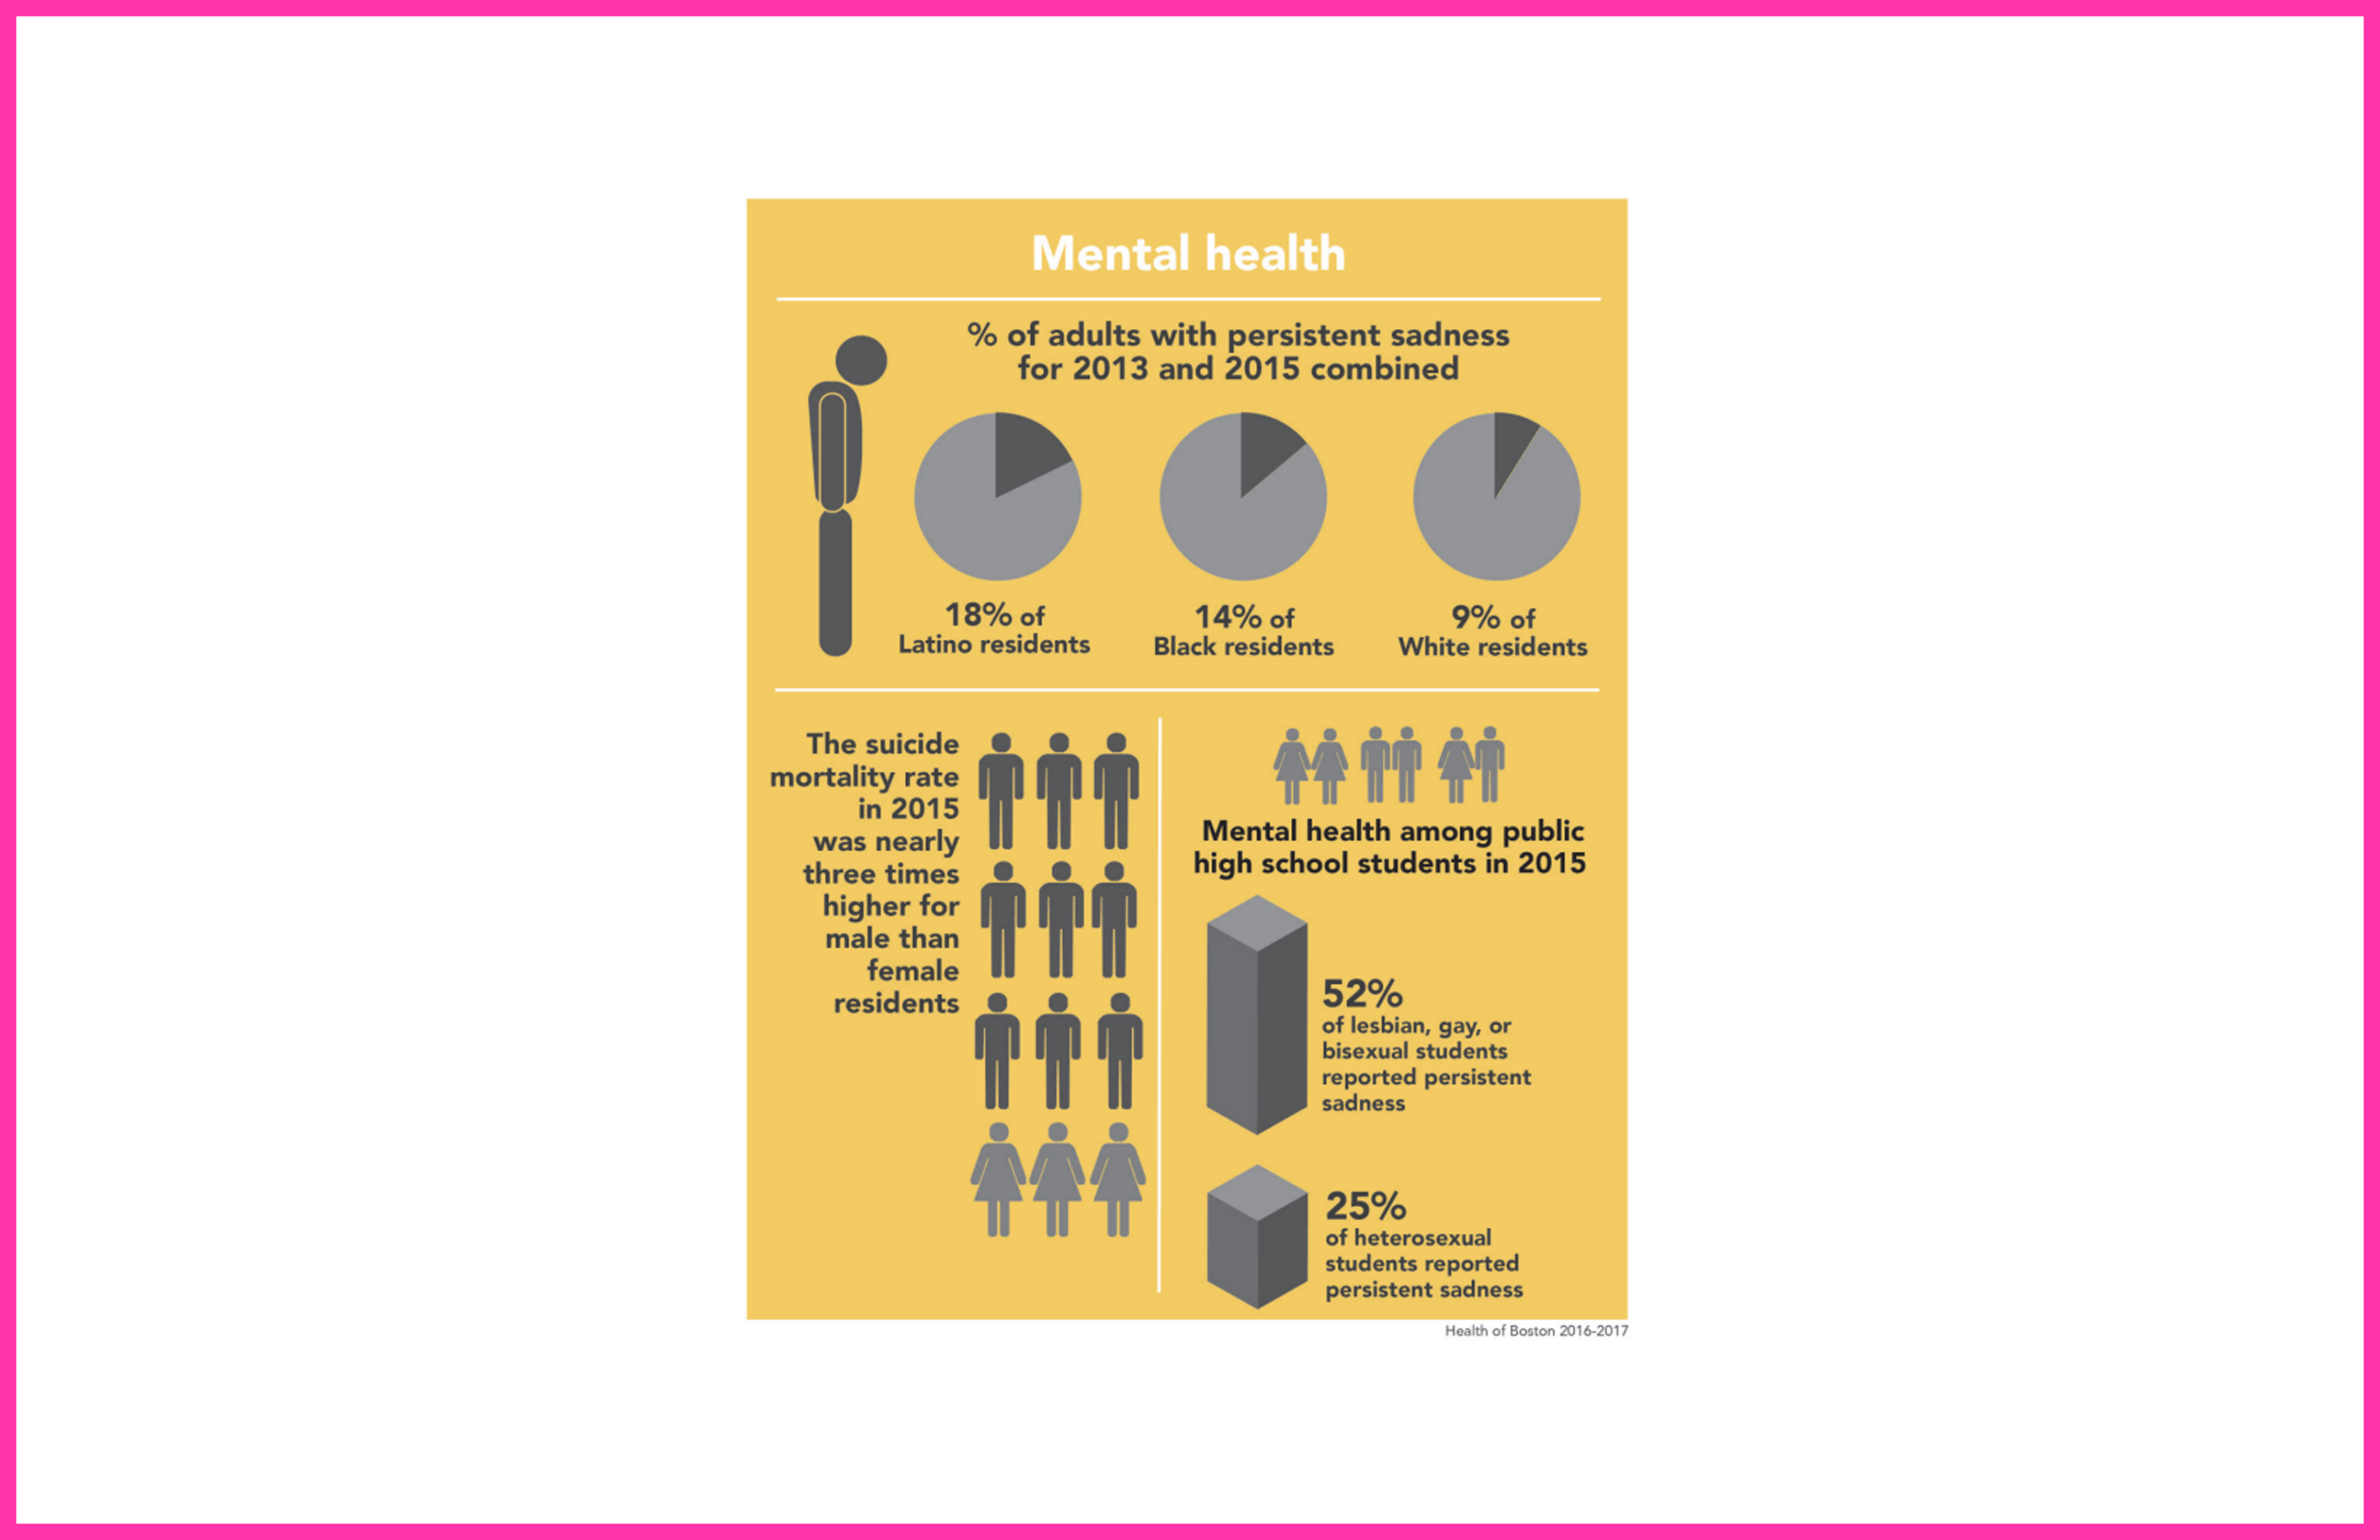 Mental health
% of adults with persistent sadness
for 2013 and 2015 combined
18% of
Latino residents
14% of
Black residents
9% of
White residents
The suicide
mortality rate
in 2015
was nearly
three times
higher for
male than
female
residents
Mental health among public
high school students in 2015
52%
of lesbian, gay, or
bisexual students
reported persistent
sadness
25%
of heterosexual
students reported
persistent sadness
Health of Boston 2016-2017